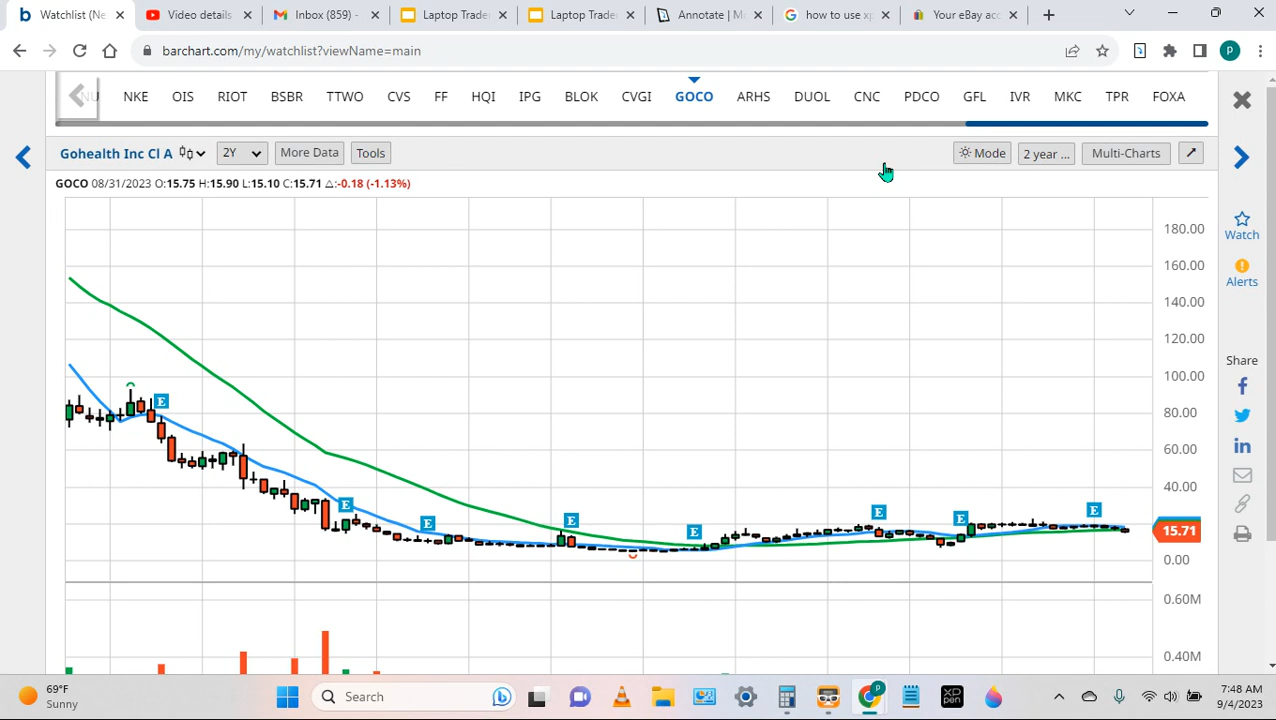 Watchlist (Ne
Video details
Inbox (859) -
Laptop Trade
Laptop Trade
Annotate | M
how to use xp
Your eBay acc
barchart.com/my/watchlist?viewName=main
P
NU NKE OIS RIOT BSBR TTWO CVS FF HQI IPG BLOK CVGI GOCO ARHS DUOL CNC PDCO GFL IVR MKC TPR FOXA
Gohealth Inc Cl A 2Y More Data Tools Mode 2 year ... Multi-Charts
GOCO 08/31/2023 O:15.75 H:15.90 L:15.10 C:15.71 △:-0.18 (-1.13%)
Watch
Alerts
Share
180.00
160.00
140.00
120.00
100.00
80.00
60.00
40.00
15.71
0.00
0.60M
0.40M
E
E
E
E
E
E
E
E
69°F
Sunny
Search
P
XP
PEN
7:48 AM
9/4/2023